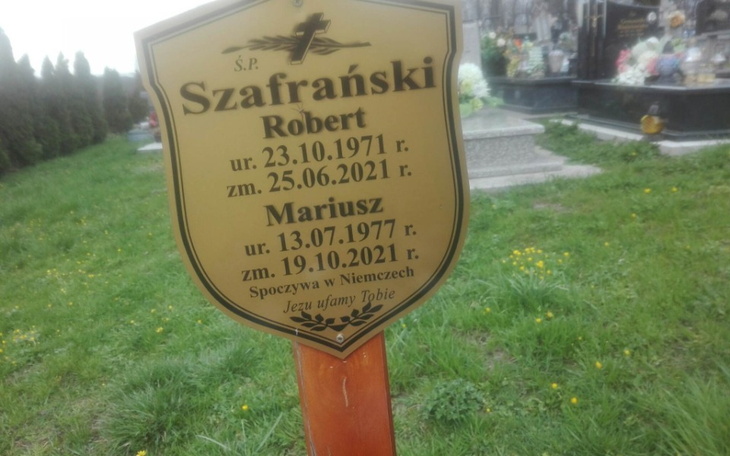 Ś.P.
Szafrański
Robert
ur. 23.10.1971 r.
zm. 25.06.2021 r.
Mariusz
ur. 13.07.1977 r.
zm. 19.10.2021 r.
Spoczywa w Niemczech
Jezu ufamy Tobie